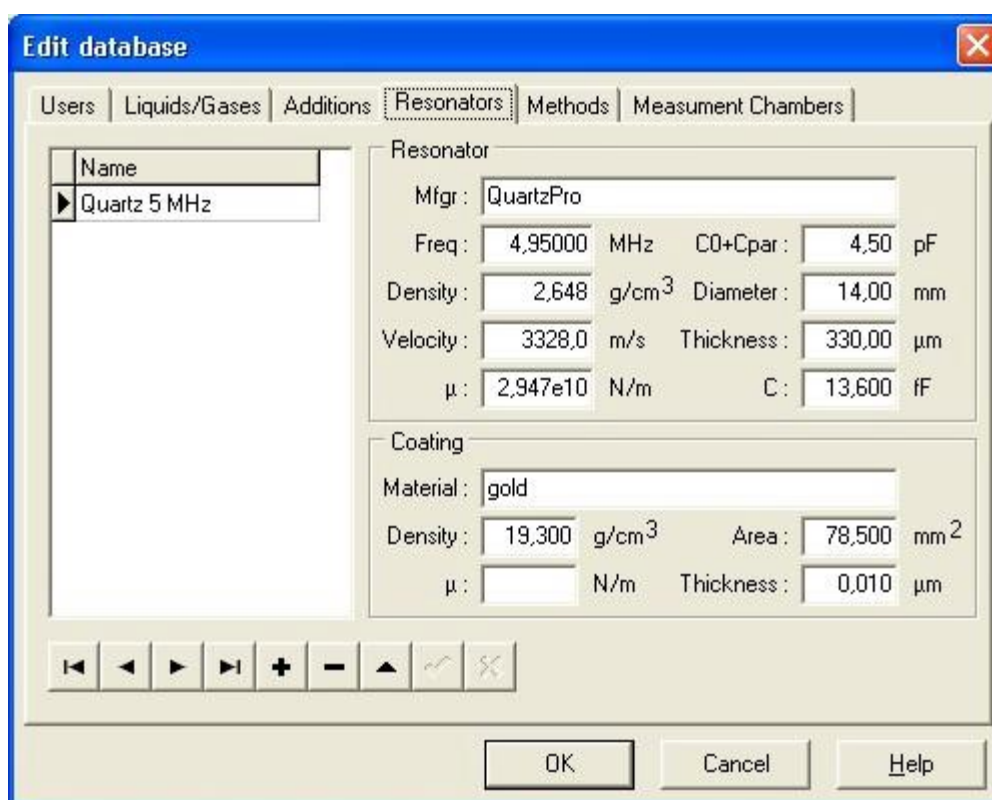 Edit database
Users Liquids/Gases Additions Resonators Methods Measument Chambers
Name
Quartz 5 MHz
Resonator
Mfgr : QuartzPro
Freq : 4,95000 MHz C0+Cpar : 4,50 pF
Density : 2,648 g/cm3 Diameter : 14,00 mm
Velocity : 3328,0 m/s Thickness : 330,00 µm
µ : 2,947e10 N/m C : 13,600 fF
Coating
Material : gold
Density : 19,300 g/cm3 Area : 78,500 mm2
µ : N/m Thickness : 0,010 µm
OK Cancel Help